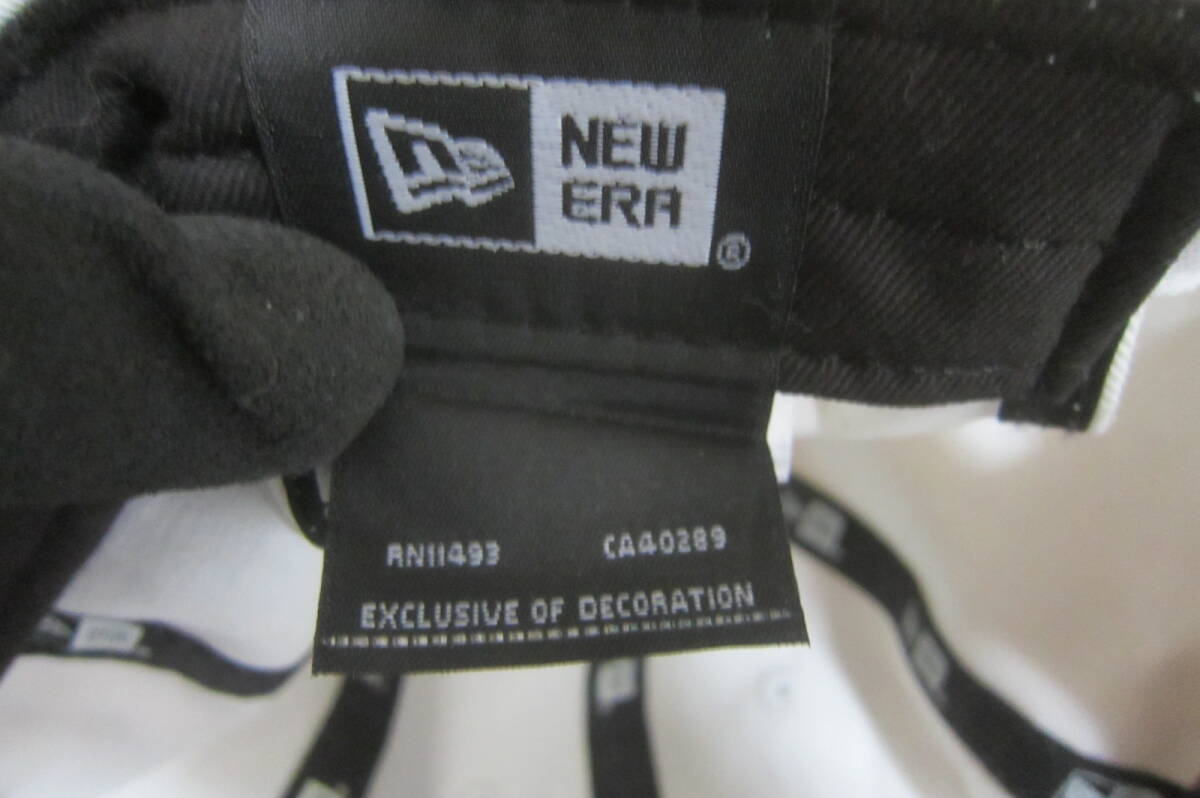 NEW
ERA
®
RN11493 CA40289
EXCLUSIVE OF DECORATION